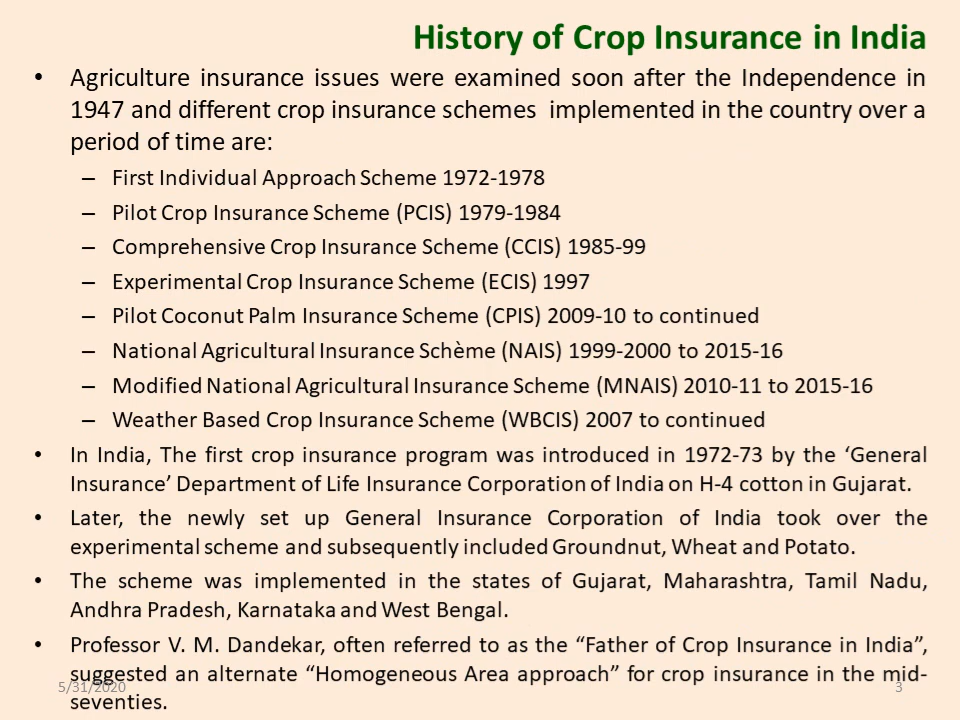 History of Crop Insurance in India
• Agriculture insurance issues were examined soon after the Independence in
1947 and different crop insurance schemes implemented in the country over a
period of time are:
– First Individual Approach Scheme 1972-1978
– Pilot Crop Insurance Scheme (PCIS) 1979-1984
– Comprehensive Crop Insurance Scheme (CCIS) 1985-99
– Experimental Crop Insurance Scheme (ECIS) 1997
– Pilot Coconut Palm Insurance Scheme (CPIS) 2009-10 to continued
– National Agricultural Insurance Schème (NAIS) 1999-2000 to 2015-16
– Modified National Agricultural Insurance Scheme (MNAIS) 2010-11 to 2015-16
– Weather Based Crop Insurance Scheme (WBCIS) 2007 to continued
• In India, The first crop insurance program was introduced in 1972-73 by the ‘General
Insurance’ Department of Life Insurance Corporation of India on H-4 cotton in Gujarat.
• Later, the newly set up General Insurance Corporation of India took over the
experimental scheme and subsequently included Groundnut, Wheat and Potato.
• The scheme was implemented in the states of Gujarat, Maharashtra, Tamil Nadu,
Andhra Pradesh, Karnataka and West Bengal.
• Professor V. M. Dandekar, often referred to as the “Father of Crop Insurance in India”,
suggested an alternate “Homogeneous Area approach” for crop insurance in the mid-
seventies.
5/31/2020
3